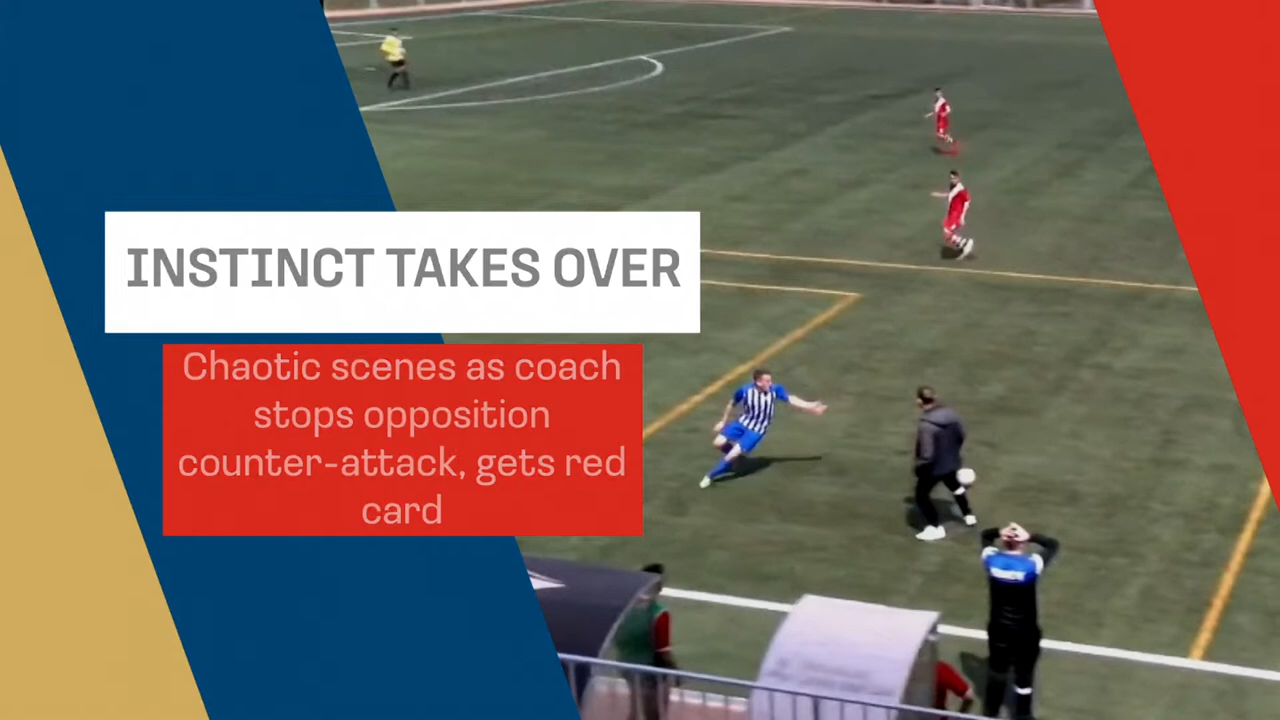 INSTINCT TAKES OVER
Chaotic scenes as coach
stops opposition
counter-attack, gets red
card